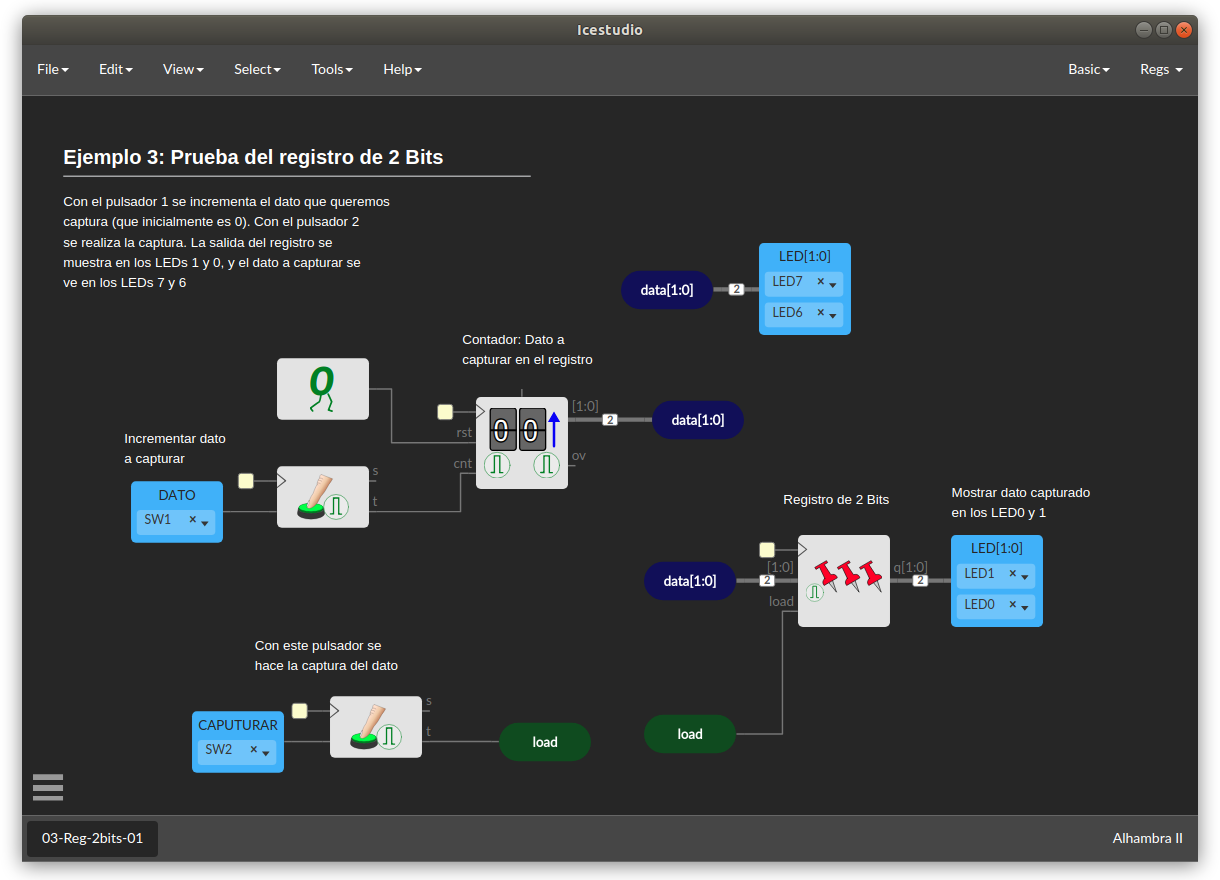 Icestudio
File Edit View Select Tools Help Basic Regs
Ejemplo 3: Prueba del registro de 2 Bits
Con el pulsador 1 se incrementa el dato que queremos
captura (que inicialmente es 0). Con el pulsador 2
se realiza la captura. La salida del registro se
muestra en los LEDs 1 y 0, y el dato a capturar se
ve en los LEDs 7 y 6
data[1:0]
2
LED[1:0]
LED7 ×
LED6 ×
Contador: Dato a
capturar en el registro
0
rst
cnt
00
[1:0]
ov
2
data[1:0]
Incrementar dato
a capturar
DATO
SW1 ×
s
t
Registro de 2 Bits
Mostrar dato capturado
en los LED0 y 1
data[1:0]
2
[1:0]
load
q[1:0]
2
LED[1:0]
LED1 ×
LED0 ×
Con este pulsador se
hace la captura del dato
CAPUTURAR
SW2 ×
s
t
load
load
03-Reg-2bits-01
Alhambra II